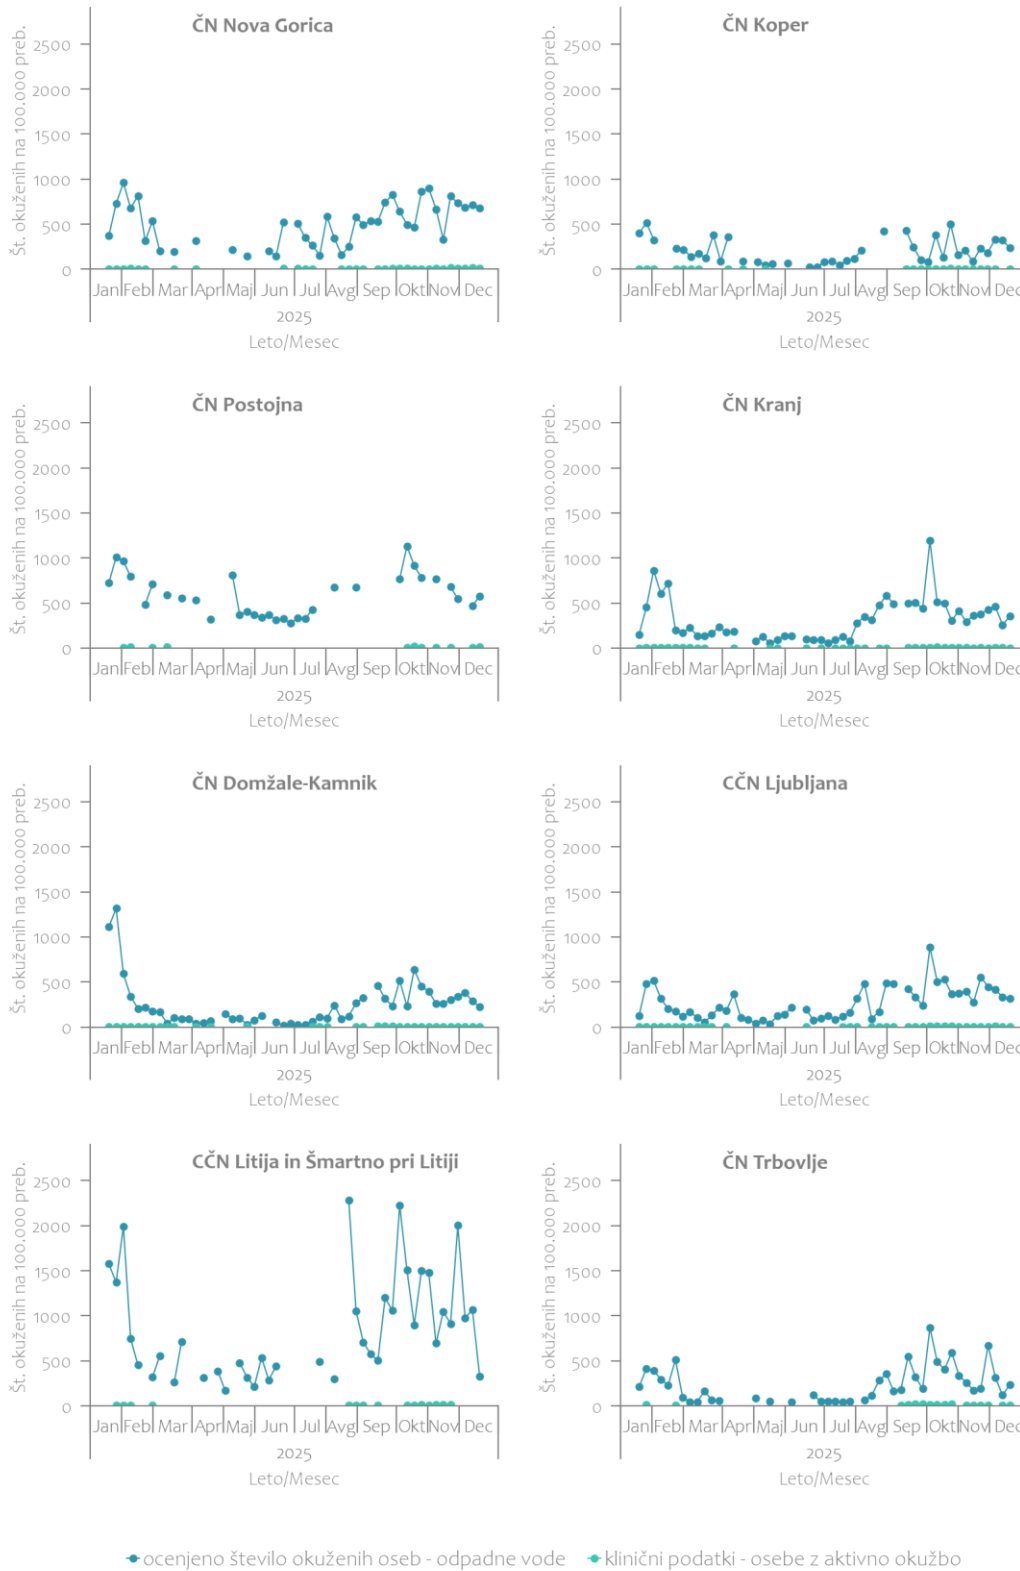 ČN Nova Gorica
Št. okuženih na 100.000 preb.
2500
2000
1500
1000
500
0
Jan Feb Mar Apr Maj Jun Jul Avg Sep Okt Nov Dec
2025
Leto/Mesec
ČN Koper
Št. okuženih na 100.000 preb.
2500
2000
1500
1000
500
0
Jan Feb Mar Apr Maj Jun Jul Avg Sep Okt Nov Dec
2025
Leto/Mesec
ČN Postojna
Št. okuženih na 100.000 preb.
2500
2000
1500
1000
500
0
Jan Feb Mar Apr Maj Jun Jul Avg Sep Okt Nov Dec
2025
Leto/Mesec
ČN Kranj
Št. okuženih na 100.000 preb.
2500
2000
1500
1000
500
0
Jan Feb Mar Apr Maj Jun Jul Avg Sep Okt Nov Dec
2025
Leto/Mesec
ČN Domžale-Kamnik
Št. okuženih na 100.000 preb.
2500
2000
1500
1000
500
0
Jan Feb Mar Apr Maj Jun Jul Avg Sep Okt Nov Dec
2025
Leto/Mesec
CČN Ljubljana
Št. okuženih na 100.000 preb.
2500
2000
1500
1000
500
0
Jan Feb Mar Apr Maj Jun Jul Avg Sep Okt Nov Dec
2025
Leto/Mesec
CČN Litija in Šmartno pri Litiji
Št. okuženih na 100.000 preb.
2500
2000
1500
1000
500
0
Jan Feb Mar Apr Maj Jun Jul Avg Sep Okt Nov Dec
2025
Leto/Mesec
ČN Trbovlje
Št. okuženih na 100.000 preb.
2500
2000
1500
1000
500
0
Jan Feb Mar Apr Maj Jun Jul Avg Sep Okt Nov Dec
2025
Leto/Mesec
ocenjeno število okuženih oseb - odpadne vode
klinični podatki - osebe z aktivno okužbo